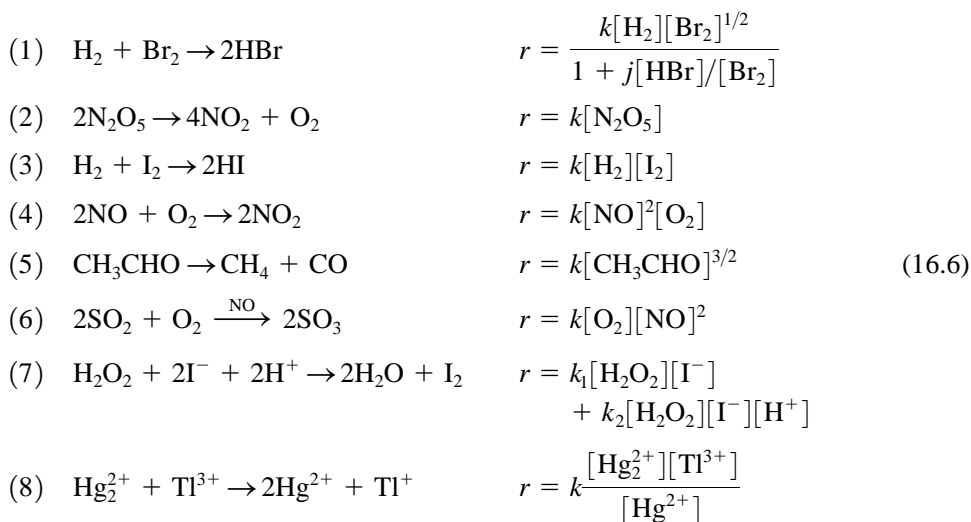 (1) H₂ + Br₂ → 2HBr r = k[H₂][Br₂]^{1/2} / (1 + j[HBr]/[Br₂])
(2) 2N₂O₅ → 4NO₂ + O₂ r = k[N₂O₅]
(3) H₂ + I₂ → 2HI r = k[H₂][I₂]
(4) 2NO + O₂ → 2NO₂ r = k[NO]²[O₂]
(5) CH₃CHO → CH₄ + CO r = k[CH₃CHO]^{3/2} (16.6)
(6) 2SO₂ + O₂ \xrightarrow{NO} 2SO₃ r = k[O₂][NO]²
(7) H₂O₂ + 2I⁻ + 2H⁺ → 2H₂O + I₂ r = k₁[H₂O₂][I⁻]
+ k₂[H₂O₂][I⁻][H⁺]
(8) Hg₂²⁺ + Tl³⁺ → 2Hg²⁺ + Tl⁺ r = k [Hg₂²⁺][Tl³⁺] / [Hg²⁺]